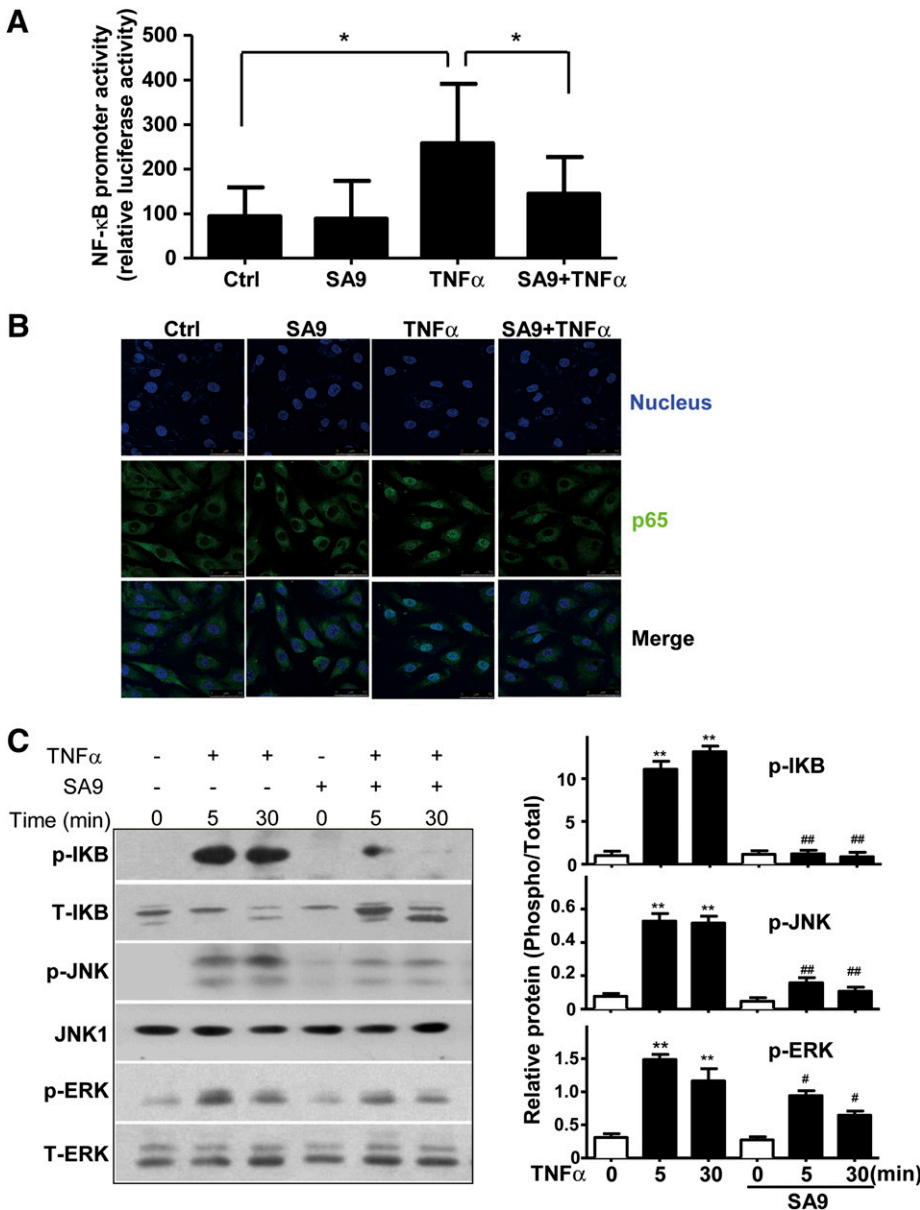 A
NF-κB promoter activity
(relative luciferase activity)
500
400
300
200
100
0
* *
Ctrl SA9 TNFα SA9+TNFα
B
Ctrl SA9 TNFα SA9+TNFα
Nucleus
p65
Merge
C
TNFα - + + - + +
SA9 - - - + + +
Time (min) 0 5 30 0 5 30
p-IKB
T-IKB
p-JNK
JNK1
p-ERK
T-ERK
Relative protein (Phospho/Total)
p-IKB
10
0
** ** ## ##
p-JNK
0.6
0.4
0.2
0
** ** ## ##
p-ERK
1.5
1.0
0.5
0
** ** # #
TNFα 0 5 30 0 5 30(min)
SA9